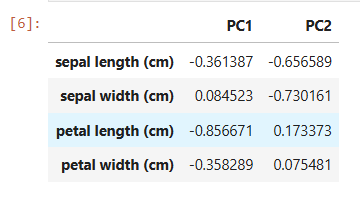 [6]:
PC1 PC2
sepal length (cm) -0.361387 -0.656589
sepal width (cm) 0.084523 -0.730161
petal length (cm) -0.856671 0.173373
petal width (cm) -0.358289 0.075481